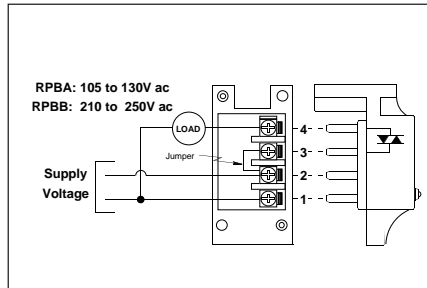 RPBA: 105 to 130V ac
RPBB: 210 to 250V ac
LOAD
Jumper
Supply
Voltage
4
3
2
1